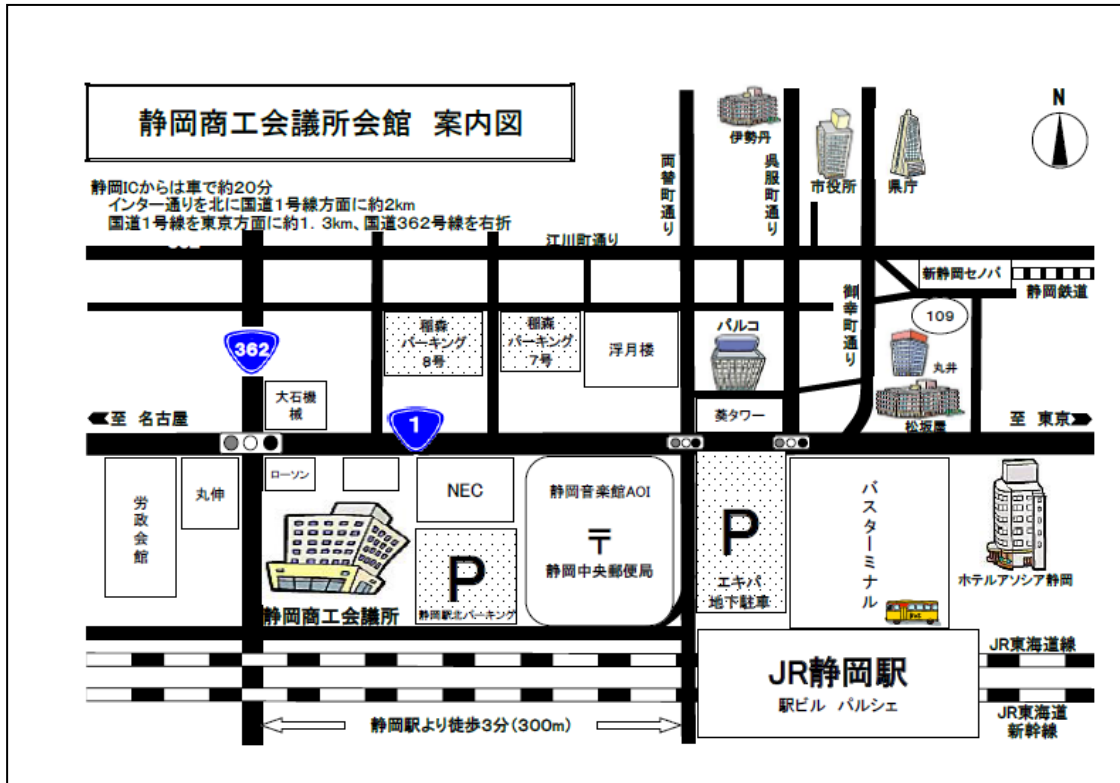 静岡商工会議所会館 案内図
静岡ICからは車で約20分
インター通りを北に国道1号線方面に約2km
国道1号線を東京方面に約1.3km、国道362号線を右折
N
伊勢丹
市役所
県庁
両替町通り
呉服町通り
江川町通り
御幸町通り
新静岡セノバ
静岡鉄道
109
丸井
松坂屋
362
稲森
パーキング
8号
稲森
パーキング
7号
浮月楼
パルコ
大石機
械
葵タワー
至 名古屋
1
至 東京
労政会館
丸伸
ローソン
NEC
静岡音楽館AOI
〒
静岡中央郵便局
P
エキパ
地下駐車
バスターミナル
ホテルアソシア静岡
静岡商工会議所
P
静岡駅北パーキング
JR静岡駅
駅ビル パルシェ
JR東海道線
JR東海道
新幹線
静岡駅より徒歩3分(300m)